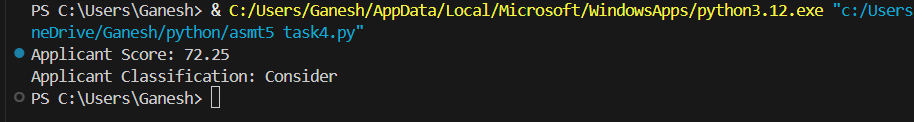 PS C:\Users\Ganesh> & C:/Users/Ganesh/AppData/Local/Microsoft/WindowsApps/python3.12.exe "c:/Users
neDrive/Ganesh/python/asmt5 task4.py"
Applicant Score: 72.25
Applicant Classification: Consider
PS C:\Users\Ganesh>